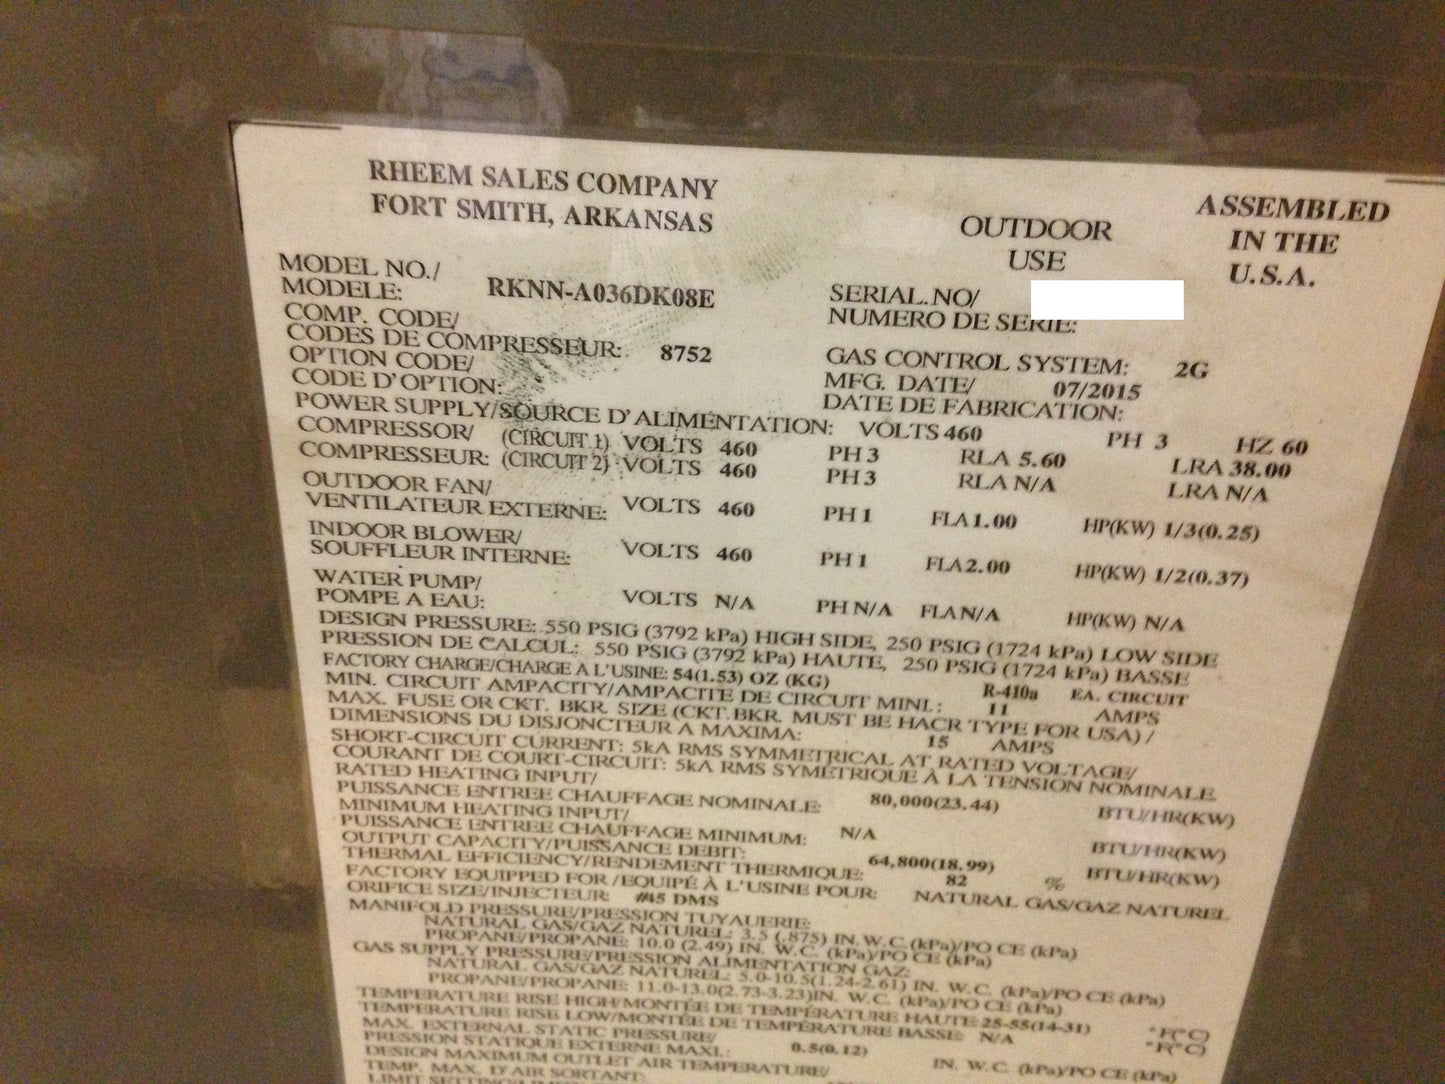 RHEEM SALES COMPANY
FORT SMITH, ARKANSAS
OUTDOOR
USE
ASSEMBLED
IN THE
U.S.A.
MODEL NO./
MODELE: RKNN-A036DK08E
SERIAL.NO/
NUMERO DE SERIE:
COMP. CODE/
CODES DE COMPRESSEUR: 8752
GAS CONTROL SYSTEM: 2G
OPTION CODE/
CODE D'OPTION:
MFG. DATE/ 07/2015
DATE DE FABRICATION:
POWER SUPPLY/SOURCE D'ALIMENTATION: VOLTS 460 PH 3 HZ 60
COMPRESSOR/ (CIRCUIT 1) VOLTS 460 PH 3 RLA 5.60 LRA 38.00
COMPRESSEUR: (CIRCUIT 2) VOLTS 460 PH 3 RLA N/A LRA N/A
OUTDOOR FAN/
VENTILATEUR EXTERNE: VOLTS 460 PH 1 FLA 1.00 HP(KW) 1/3(0.25)
INDOOR BLOWER/
SOUFFLEUR INTERNE: VOLTS 460 PH 1 FLA 2.00 HP(KW) 1/2(0.37)
WATER PUMP/
POMPE A EAU: VOLTS N/A PH N/A FLA N/A HP(KW) N/A
DESIGN PRESSURE: 550 PSIG (3792 kPa) HIGH SIDE, 250 PSIG (1724 kPa) LOW SIDE
PRESSION DE CALCUL: 550 PSIG (3792 kPa) HAUTE, 250 PSIG (1724 kPa) BASSE
FACTORY CHARGE/CHARGE A L'USINE: 54(1.53) OZ (KG) R-410a EA. CIRCUIT
MIN. CIRCUIT AMPACITY/AMPACITE DE CIRCUIT MINI.: 11 AMPS
MAX. FUSE OR CKT. BKR. SIZE (CKT.BKR. MUST BE HACR TYPE FOR USA) /
DIMENSIONS DU DISJONCTEUR A MAXIMA: 15 AMPS
SHORT-CIRCUIT CURRENT: 5kA RMS SYMMETRICAL AT RATED VOLTAGE/
COURANT DE COURT-CIRCUIT: 5kA RMS SYMÉTRIQUE À LA TENSION NOMINALE
RATED HEATING INPUT/
PUISSANCE ENTREE CHAUFFAGE NOMINALE: 80,000(23.44) BTU/HR(KW)
MINIMUM HEATING INPUT/
PUISSANCE ENTREE CHAUFFAGE MINIMUM: N/A BTU/HR(KW)
OUTPUT CAPACITY/PUISSANCE DEBIT: 64,800(18.99) BTU/HR(KW)
THERMAL EFFICIENCY/RENDEMENT THERMIQUE: 82 %
FACTORY EQUIPPED FOR /EQUIPÉ À L'USINE POUR: NATURAL GAS/GAZ NATUREL
ORIFICE SIZE/INJECTEUR: #45 DMS
MANIFOLD PRESSURE/PRESSION TUYAUERIE:
NATURAL GAS/GAZ NATUREL: 3.5 (.875) IN. W.C. (kPa)/PO CE (kPa)
PROPANE/PROPANE: 10.0 (2.49) IN. W.C. (kPa)/PO CE (kPa)
GAS SUPPLY PRESSURE/PRESSION ALIMENTATION GAZ:
NATURAL GAS/GAZ NATUREL: 5.0-10.5(1.24-2.61) IN. W.C. (kPa)/PO CE (kPa)
PROPANE/PROPANE: 11.0-13.0(2.73-3.23)IN. W.C. (kPa)/PO CE (kPa)
TEMPERATURE RISE HIGH/MONTÉE DE TEMPÉRATURE HAUTE: 25-55(14-31) °F(°C)
TEMPERATURE RISE LOW/MONTÉE DE TEMPÉRATURE BASSE: N/A °F(°C)
MAX. EXTERNAL STATIC PRESSURE/
PRESSION STATIQUE EXTERNE MAXI.: 0.5(0.12) IN. W.C. (kPa)/PO CE (kPa)
DESIGN MAXIMUM OUTLET AIR TEMPERATURE/
TEMP. MAX. D'AIR SORTANT: